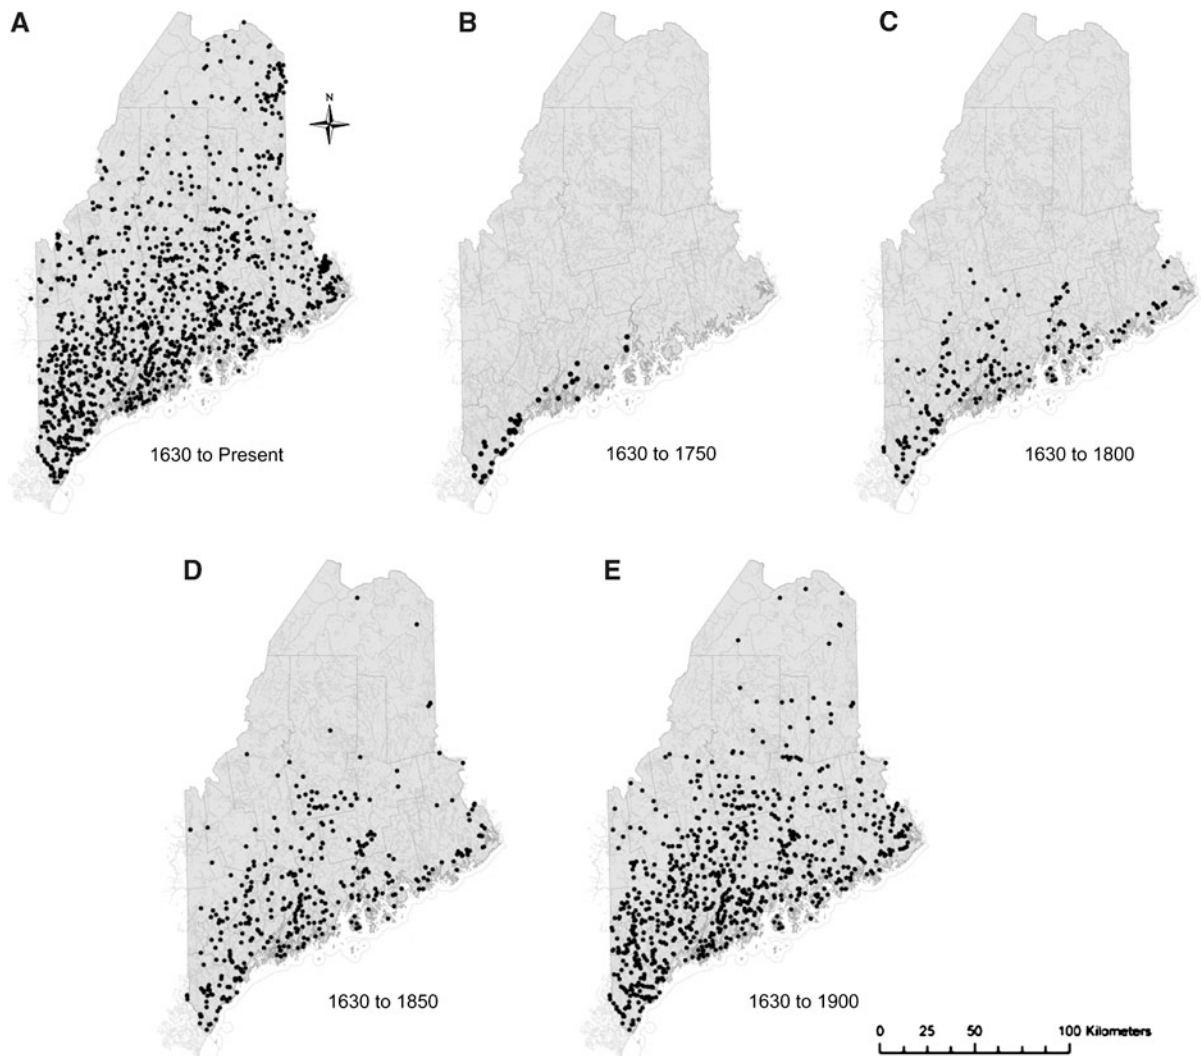 A
B
C
N
1630 to Present
1630 to 1750
1630 to 1800
D
E
1630 to 1850
1630 to 1900
0 25 50 100 Kilometers